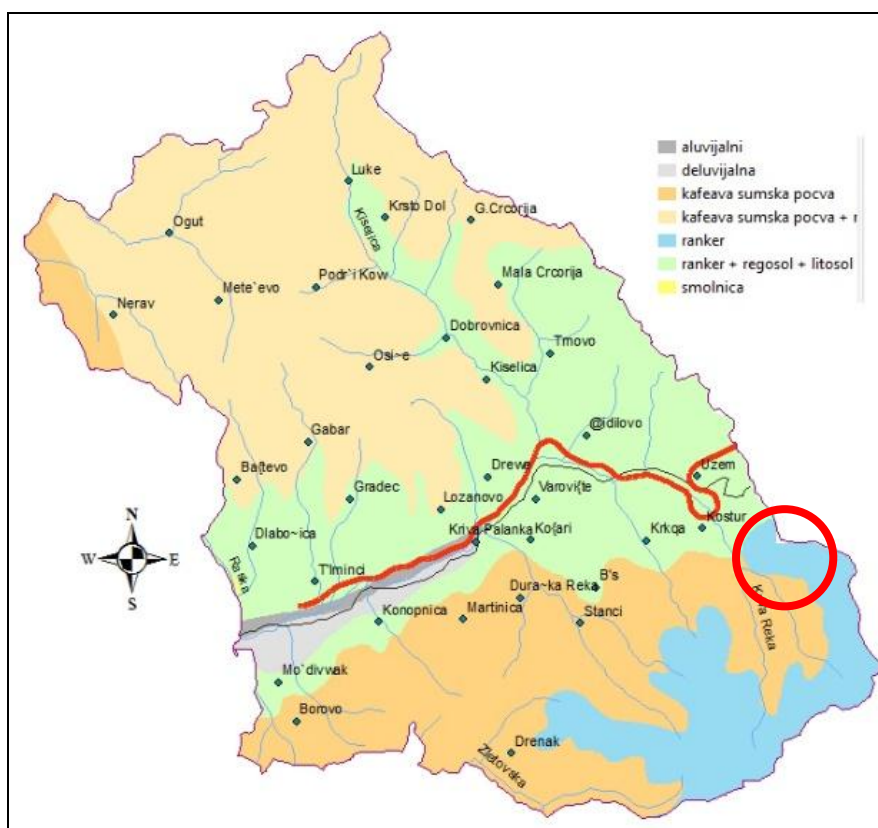 aluvijalni
deluvijalna
kafeava sumska pocva
kafeava sumska pocva + r
ranker
ranker + regosol + litosol
smolnica
Luke
Krsto Dol
G.Crcorija
Ogut
Kiselica
Podr`i Kow
Mala Crcorija
Mete`evo
Nerav
Dobrovnica
Trnovo
Osi~e
Kiselica
@idilovo
Gabar
Uzem
Ba{tevo
Drewe
Gradec
Varovi{te
Lozanovo
Kostur
N
Kriva Palanka
Ko{ari
Krkqa
Dlabo~ica
W
E
T'lminci
B's
S
Dura~ka Reka
Konopnica
Martinica
Stanci
Kriva Reka
Mo`divwak
Borovo
Drenak
Zletovska